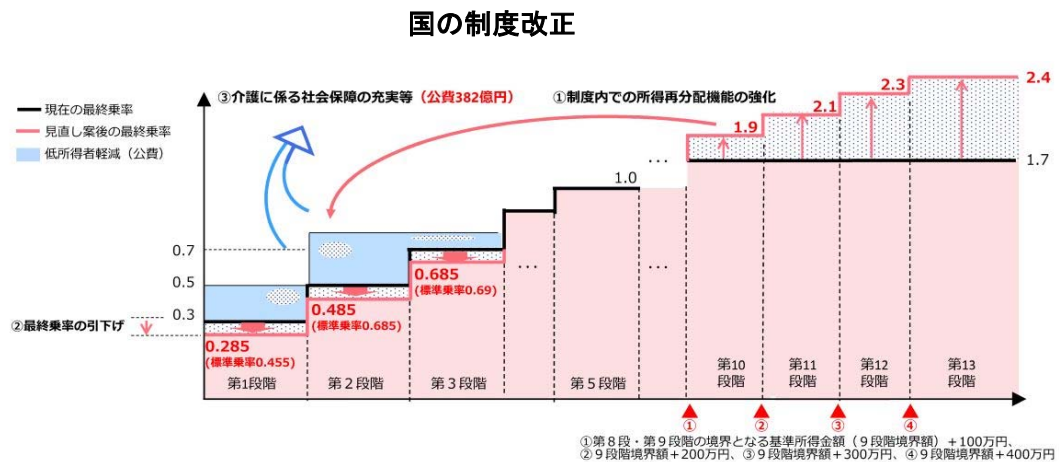 国の制度改正
現在の最終乗率
見直し案後の最終乗率
低所得者軽減（公費）
③介護に係る社会保障の充実等（公費382億円）
①制度内での所得再分配機能の強化
2.4
2.3
2.1
1.9
1.7
1.0
…
…
…
0.7
0.5
0.3
②最終乗率の引下げ
0.685
(標準乗率0.69)
0.485
(標準乗率0.685)
0.285
(標準乗率0.455)
第1段階
第２段階
第３段階
第５段階
第10
段階
第11
段階
第12
段階
第13
段階
①
②
③
④
①第８段・第９段階の境界となる基準所得金額（９段階境界額）＋100万円、
②９段階境界額＋200万円、③９段階境界額＋300万円、④９段階境界額＋400万円